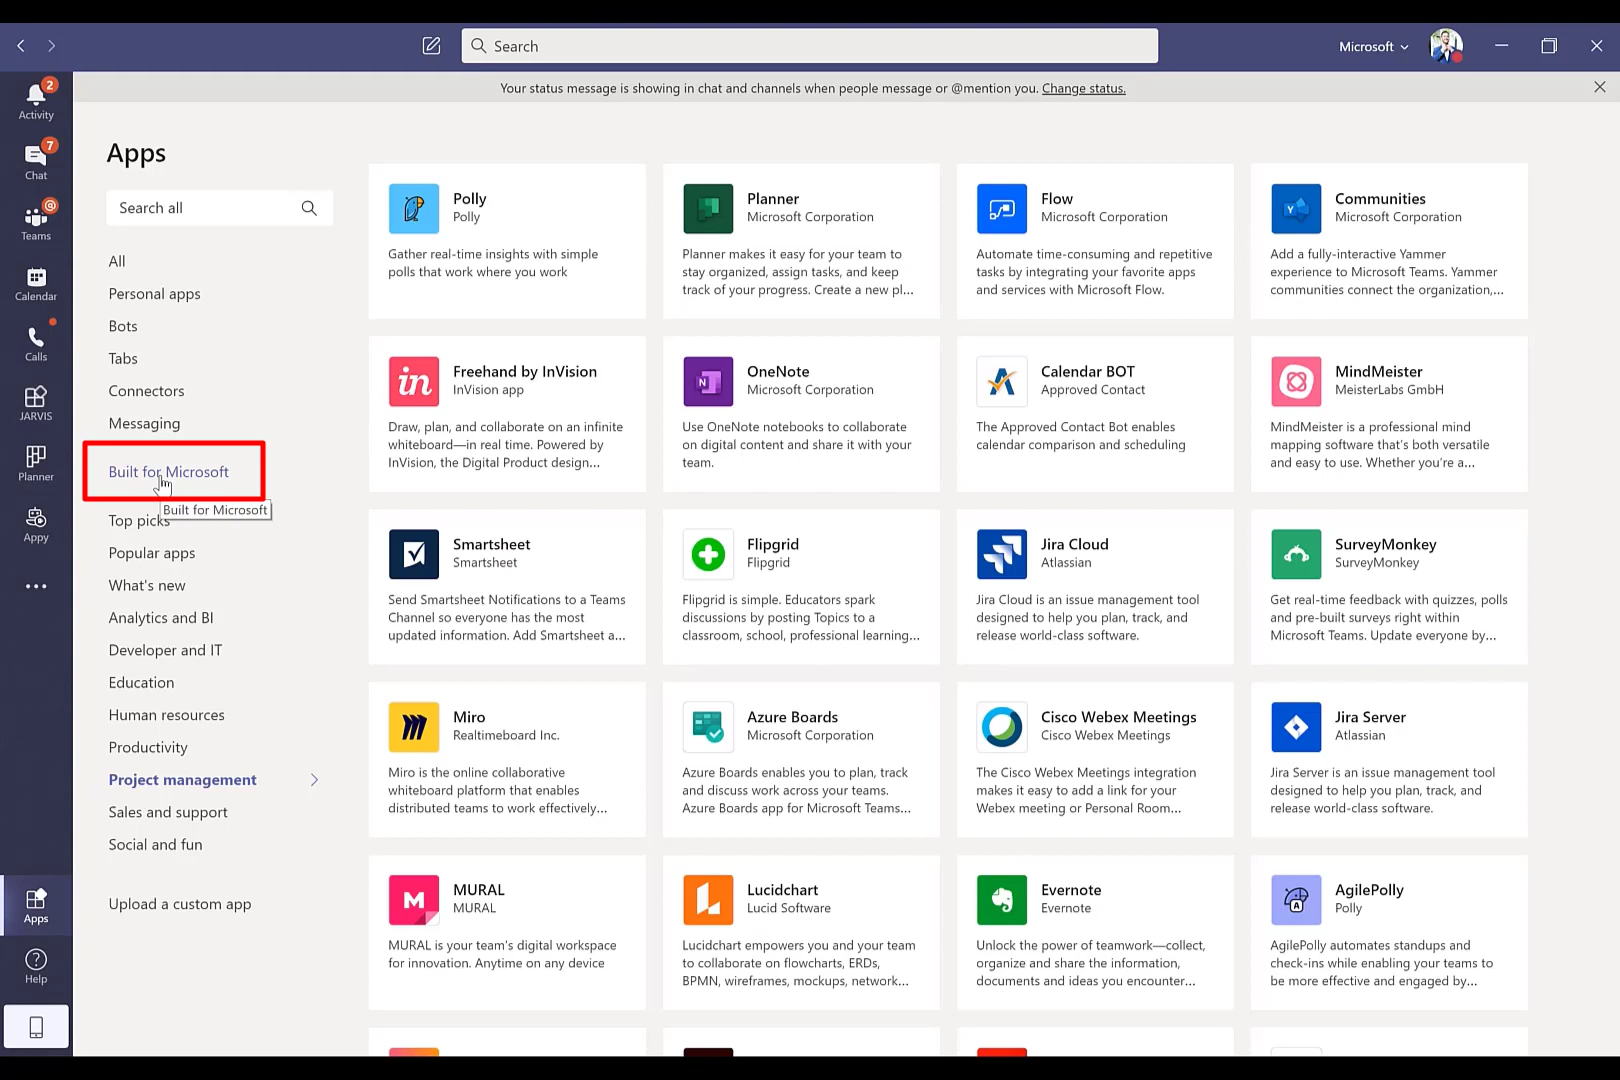 Search
Microsoft
2
Activity
7
Chat
@
Teams
Calendar
Calls
JARVIS
Planner
Appy
Apps
Help
Your status message is showing in chat and channels when people message or @mention you. Change status.
Apps
Search all
All
Personal apps
Bots
Tabs
Connectors
Messaging
Built for Microsoft
Built for Microsoft
Top picks
Popular apps
What's new
Analytics and BI
Developer and IT
Education
Human resources
Productivity
Project management
Sales and support
Social and fun
Upload a custom app
Polly
Polly
Gather real-time insights with simple
polls that work where you work
Planner
Microsoft Corporation
Planner makes it easy for your team to
stay organized, assign tasks, and keep
track of your progress. Create a new pl...
Flow
Microsoft Corporation
Automate time-consuming and repetitive
tasks by integrating your favorite apps
and services with Microsoft Flow.
Y
Communities
Microsoft Corporation
Add a fully-interactive Yammer
experience to Microsoft Teams. Yammer
communities connect the organization,...
in
Freehand by InVision
InVision app
Draw, plan, and collaborate on an infinite
whiteboard—in real time. Powered by
InVision, the Digital Product design...
N
OneNote
Microsoft Corporation
Use OneNote notebooks to collaborate
on digital content and share it with your
team.
Calendar BOT
Approved Contact
The Approved Contact Bot enables
calendar comparison and scheduling
MindMeister
MeisterLabs GmbH
MindMeister is a professional mind
mapping software that's both versatile
and easy to use. Whether you're a...
Smartsheet
Smartsheet
Send Smartsheet Notifications to a Teams
Channel so everyone has the most
updated information. Add Smartsheet a...
Flipgrid
Flipgrid
Flipgrid is simple. Educators spark
discussions by posting Topics to a
classroom, school, professional learning...
Jira Cloud
Atlassian
Jira Cloud is an issue management tool
designed to help you plan, track, and
release world-class software.
SurveyMonkey
SurveyMonkey
Get real-time feedback with quizzes, polls
and pre-built surveys right within
Microsoft Teams. Update everyone by...
Miro
Realtimeboard Inc.
Miro is the online collaborative
whiteboard platform that enables
distributed teams to work effectively...
Azure Boards
Microsoft Corporation
Azure Boards enables you to plan, track
and discuss work across your teams.
Azure Boards app for Microsoft Teams...
Cisco Webex Meetings
Cisco Webex Meetings
The Cisco Webex Meetings integration
makes it easy to add a link for your
Webex meeting or Personal Room...
Jira Server
Atlassian
Jira Server is an issue management tool
designed to help you plan, track, and
release world-class software.
M
MURAL
MURAL
MURAL is your team's digital workspace
for innovation. Anytime on any device
Lucidchart
Lucid Software
Lucidchart empowers you and your team
to collaborate on flowcharts, ERDs,
BPMN, wireframes, mockups, network...
Evernote
Evernote
Unlock the power of teamwork—collect,
organize and share the information,
documents and ideas you encounter...
A
AgilePolly
Polly
AgilePolly automates standups and
check-ins while enabling your teams to
be more effective and engaged by...